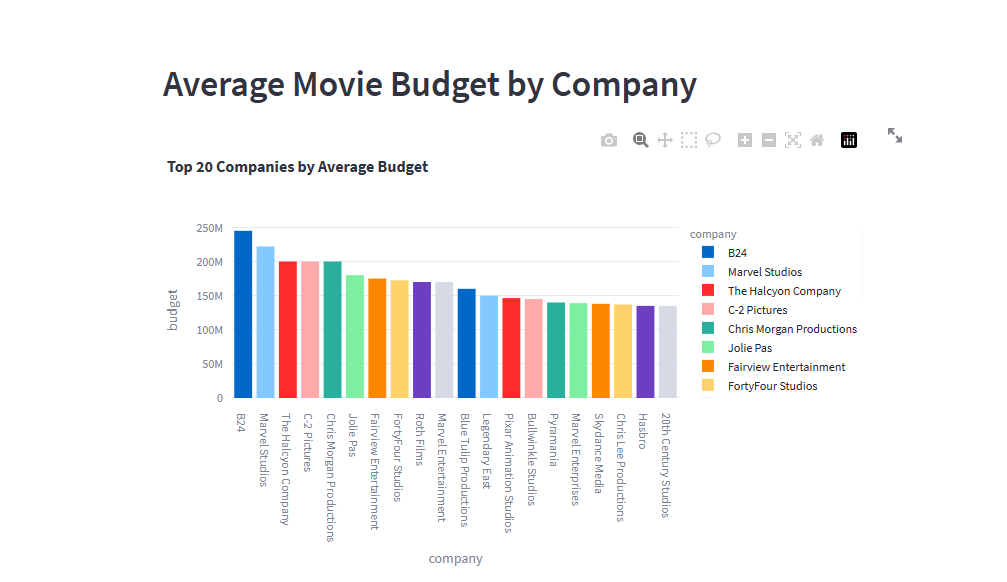 Average Movie Budget by Company
Top 20 Companies by Average Budget
250M
200M
150M
100M
50M
0
budget
B24
Marvel Studios
The Halcyon Company
C-2 Pictures
Chris Morgan Productions
Jolie Pas
Fairview Entertainment
FortyFour Studios
Roth Films
Marvel Entertainment
Blue Tulip Productions
Legendary East
Pixar Animation Studios
Bullwinkle Studios
Pyramania
Marvel Enterprises
Skydance Media
Chris Lee Productions
Hasbro
20th Century Studios
company
company
B24
Marvel Studios
The Halcyon Company
C-2 Pictures
Chris Morgan Productions
Jolie Pas
Fairview Entertainment
FortyFour Studios